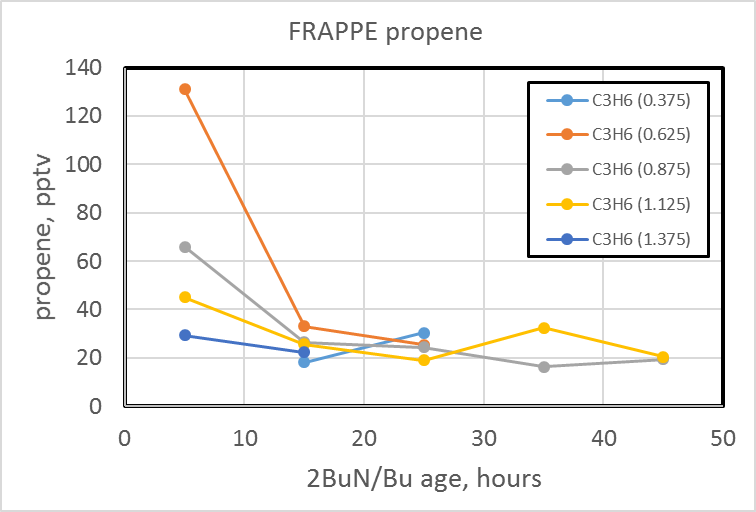 FRAPPE propene
propene, pptv
140
120
100
80
60
40
20
0
C3H6 (0.375)
C3H6 (0.625)
C3H6 (0.875)
C3H6 (1.125)
C3H6 (1.375)
0 10 20 30 40 50
2BuN/Bu age, hours